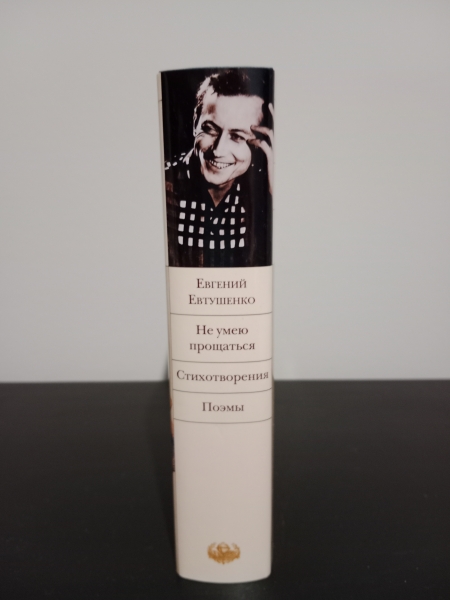 Евгений
Евтушенко
Не умею
прощаться
Стихотворения
Поэмы